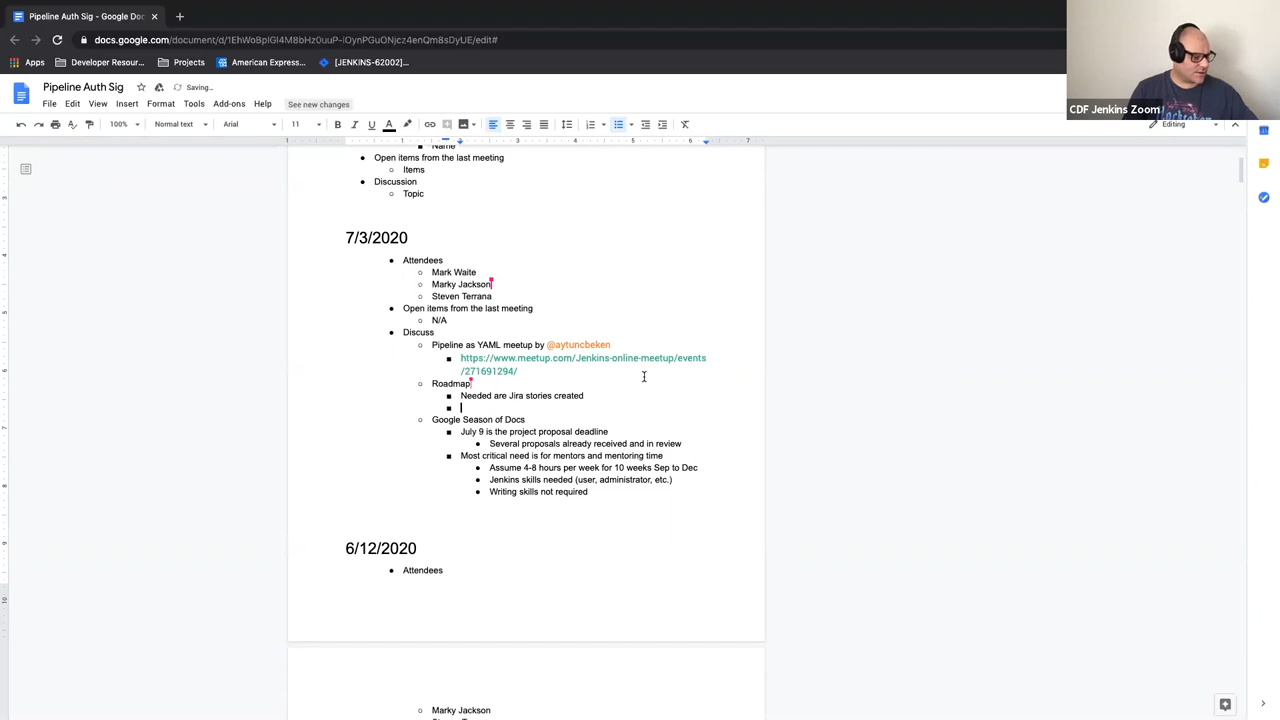 Pipeline Auth Sig - Google Doc
docs.google.com/document/d/1EhWoBplGl4M8bHz0uuP-iOynPGuONjcz4enQm8sDyUE/edit#
Apps
Developer Resour...
Projects
American Express...
[JENKINS-62002]...
CDF Jenkins Zoom
Pipeline Auth Sig
Saving...
File Edit View Insert Format Tools Add-ons Help
See new changes
100%
Normal text
Arial
11
Editing
Name
Open items from the last meeting
Items
Discussion
Topic
7/3/2020
Attendees
Mark Waite
Marky Jackson
Steven Terrana
Open items from the last meeting
N/A
Discuss
Pipeline as YAML meetup by @aytuncbeken
https://www.meetup.com/Jenkins-online-meetup/events
/271691294/
Roadmap
Needed are Jira stories created
Google Season of Docs
July 9 is the project proposal deadline
Several proposals already received and in review
Most critical need is for mentors and mentoring time
Assume 4-8 hours per week for 10 weeks Sep to Dec
Jenkins skills needed (user, administrator, etc.)
Writing skills not required
6/12/2020
Attendees
Marky Jackson